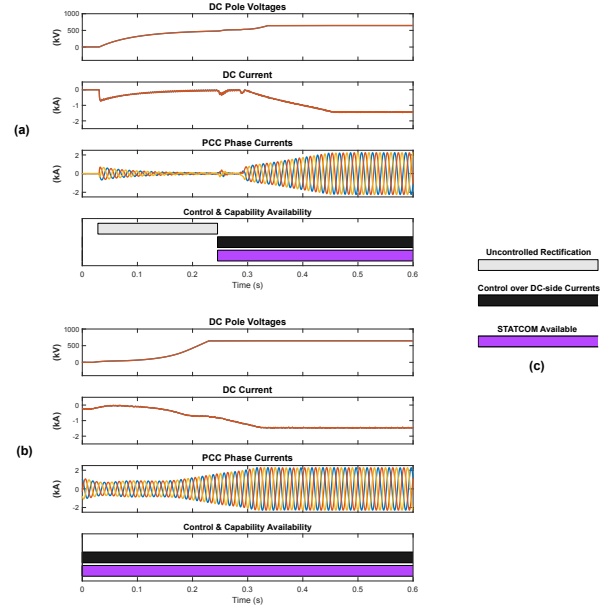 DC Pole Voltages
1000
500
0
(kV)
DC Current
0
-1
-2
(kA)
(a)
PCC Phase Currents
2
0
-2
(kA)
Control & Capability Availability
0
0.1
0.2
0.3
0.4
0.5
0.6
Time (s)
DC Pole Voltages
1000
500
0
(kV)
DC Current
0
-1
-2
(kA)
(b)
PCC Phase Currents
2
0
-2
(kA)
Control & Capability Availability
0
0.1
0.2
0.3
0.4
0.5
0.6
Time (s)
Uncontrolled Rectification
Control over DC-side Currents
STATCOM Available
(c)